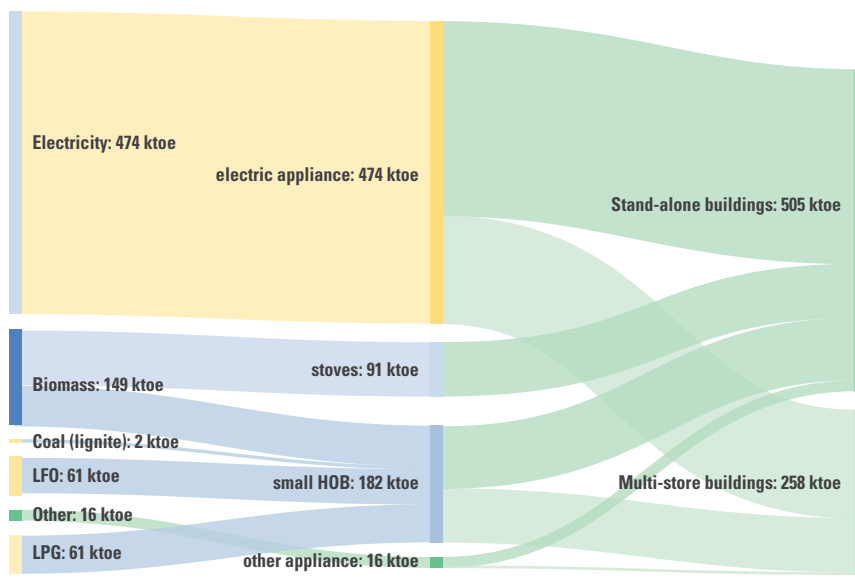 Electricity: 474 ktoe
electric appliance: 474 ktoe
Stand-alone buildings: 505 ktoe
stoves: 91 ktoe
Biomass: 149 ktoe
Coal (lignite): 2 ktoe
LFO: 61 ktoe
small HOB: 182 ktoe
Multi-store buildings: 258 ktoe
Other: 16 ktoe
LPG: 61 ktoe
other appliance: 16 ktoe